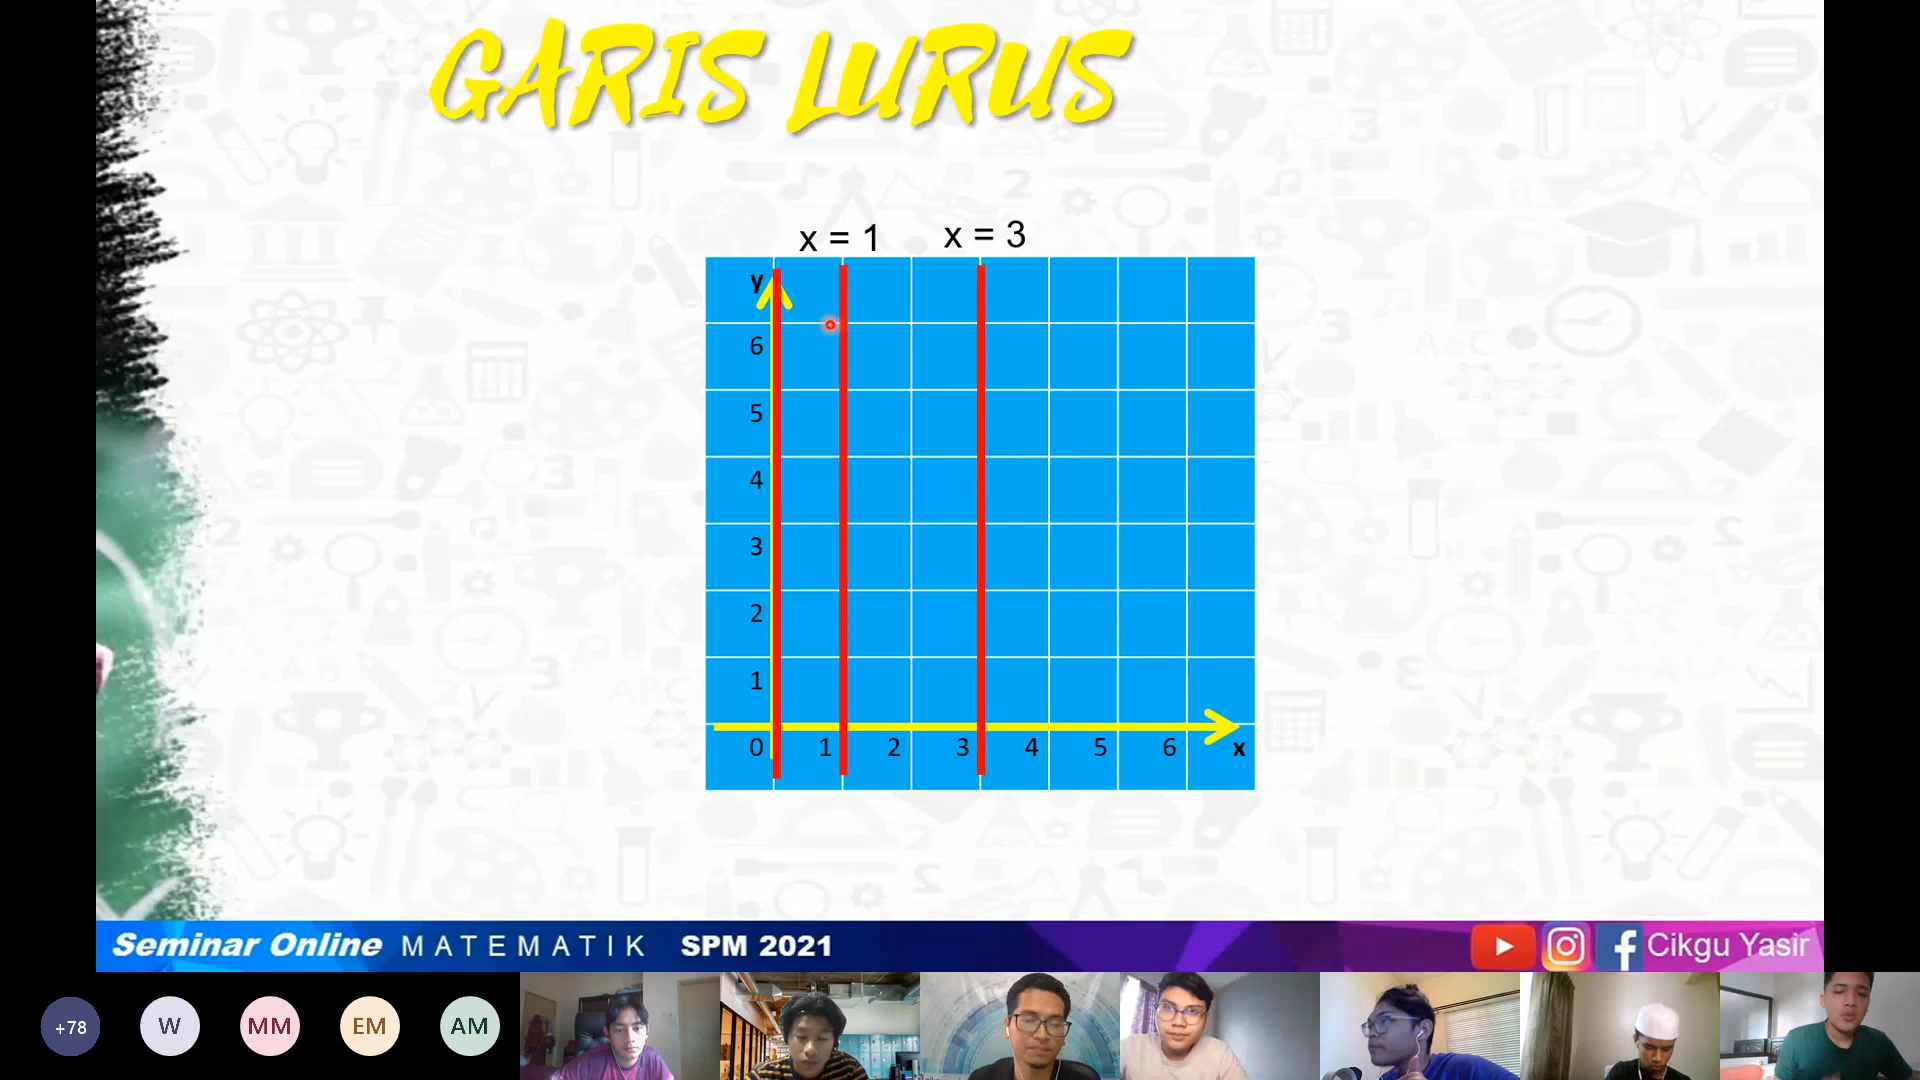 GARIS LURUS
x = 1
x = 3
y
6
5
4
3
2
1
0 1 2 3 4 5 6 x
Seminar Online MATEMATIK SPM 2021
Cikgu Yasir
+78 W MM EM AM